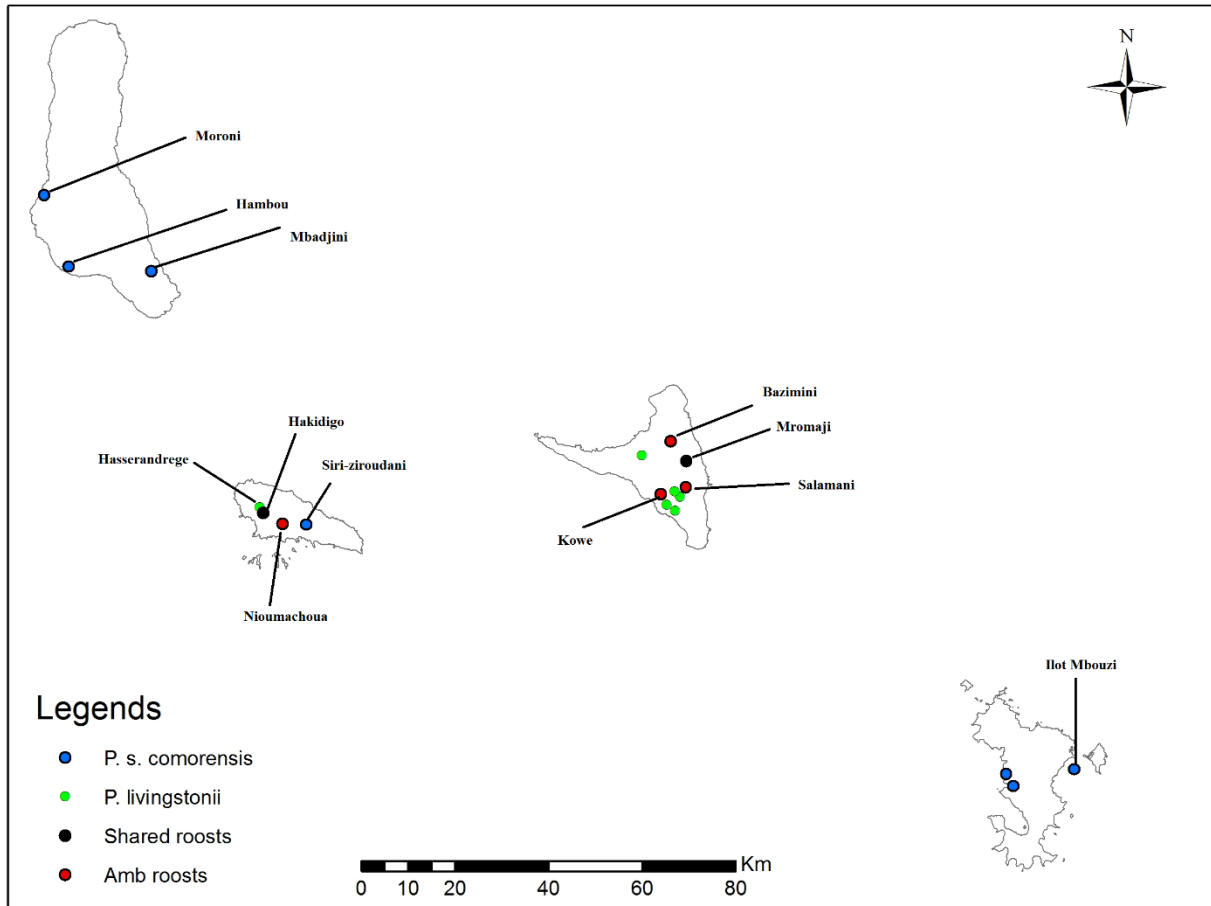 N
Moroni
Hambou
Mbadjini
Bazimini
Hakidigo
Mromaji
Hasserandrege
Siri-ziroudani
Salamani
Kowe
Nioumachoua
Ilot Mbouzi
Legends
P. s. comorensis
P. livingstonii
Shared roosts
Amb roosts
Km
0 10 20 40 60 80